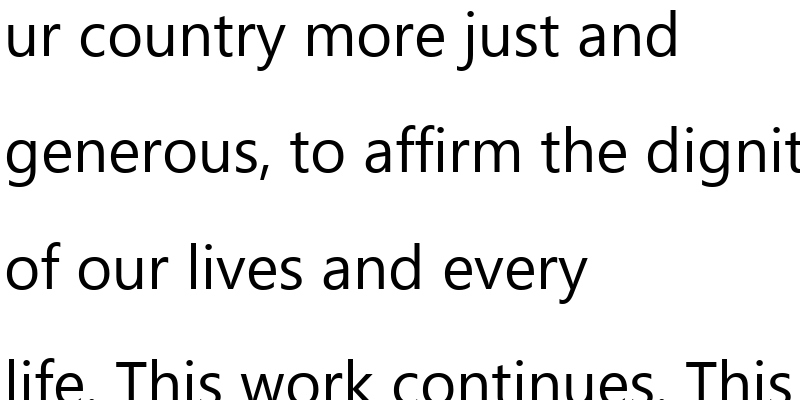 ur country more just and
generous, to affirm the dignit
of our lives and every
life. This work continues. This